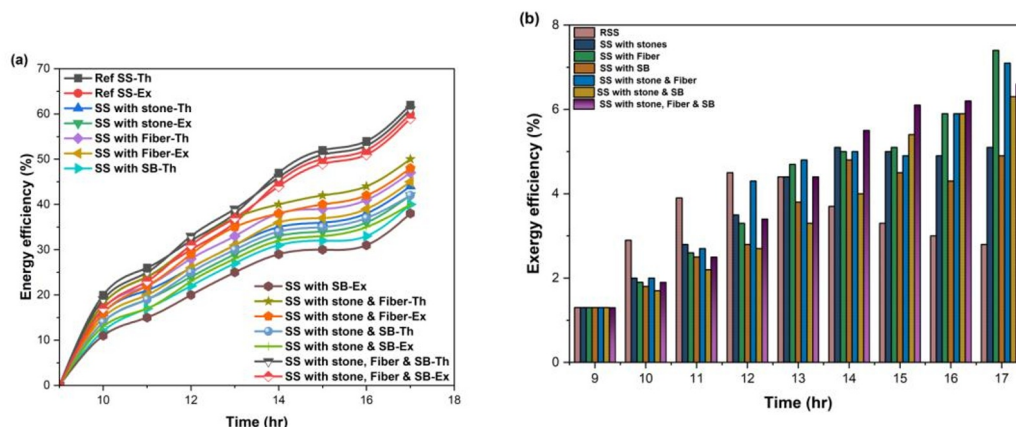 (a)
Energy efficiency (%)
70
60
50
40
30
20
10
0
Ref SS-Th
Ref SS-Ex
SS with stone-Th
SS with stone-Ex
SS with Fiber-Th
SS with Fiber-Ex
SS with SB-Th
SS with SB-Ex
SS with stone & Fiber-Th
SS with stone & Fiber-Ex
SS with stone & SB-Th
SS with stone & SB-Ex
SS with stone, Fiber & SB-Th
SS with stone, Fiber & SB-Ex
10 12 14 16 18
Time (hr)
(b)
Exergy efficiency (%)
8
6
4
2
0
RSS
SS with stones
SS with Fiber
SS with SB
SS with stone & Fiber
SS with stone & SB
SS with stone, Fiber & SB
9 10 11 12 13 14 15 16 17
Time (hr)